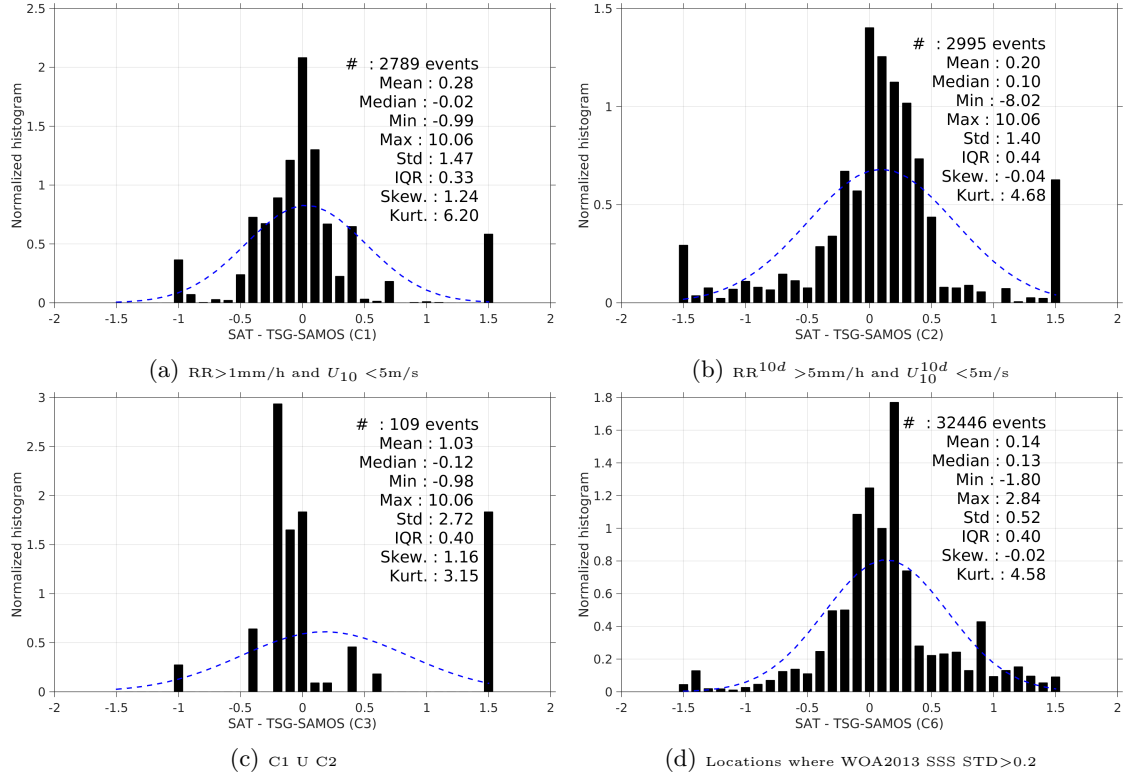 2.5
2
1.5
1
0.5
0
-2
-1.5
-1
-0.5
0
0.5
1
1.5
2
Normalized histogram
SAT - TSG-SAMOS (C1)
# : 2789 events
Mean : 0.28
Median : -0.02
Min : -0.99
Max : 10.06
Std : 1.47
IQR : 0.33
Skew. : 1.24
Kurt. : 6.20
(a) RR>1mm/h and U10 <5m/s
1.5
1
0.5
0
-2
-1.5
-1
-0.5
0
0.5
1
1.5
2
Normalized histogram
SAT - TSG-SAMOS (C2)
# : 2995 events
Mean : 0.20
Median : 0.10
Min : -8.02
Max : 10.06
Std : 1.40
IQR : 0.44
Skew. : -0.04
Kurt. : 4.68
(b) RR^10d >5mm/h and U10^10d <5m/s
3
2.5
2
1.5
1
0.5
0
-2
-1.5
-1
-0.5
0
0.5
1
1.5
2
Normalized histogram
SAT - TSG-SAMOS (C3)
# : 109 events
Mean : 1.03
Median : -0.12
Min : -0.98
Max : 10.06
Std : 2.72
IQR : 0.40
Skew. : 1.16
Kurt. : 3.15
(c) C1 U C2
1.8
1.6
1.4
1.2
1
0.8
0.6
0.4
0.2
0
-2
-1.5
-1
-0.5
0
0.5
1
1.5
2
Normalized histogram
SAT - TSG-SAMOS (C6)
# : 32446 events
Mean : 0.14
Median : 0.13
Min : -1.80
Max : 2.84
Std : 0.52
IQR : 0.40
Skew. : -0.02
Kurt. : 4.58
(d) Locations where WOA2013 SSS STD>0.2